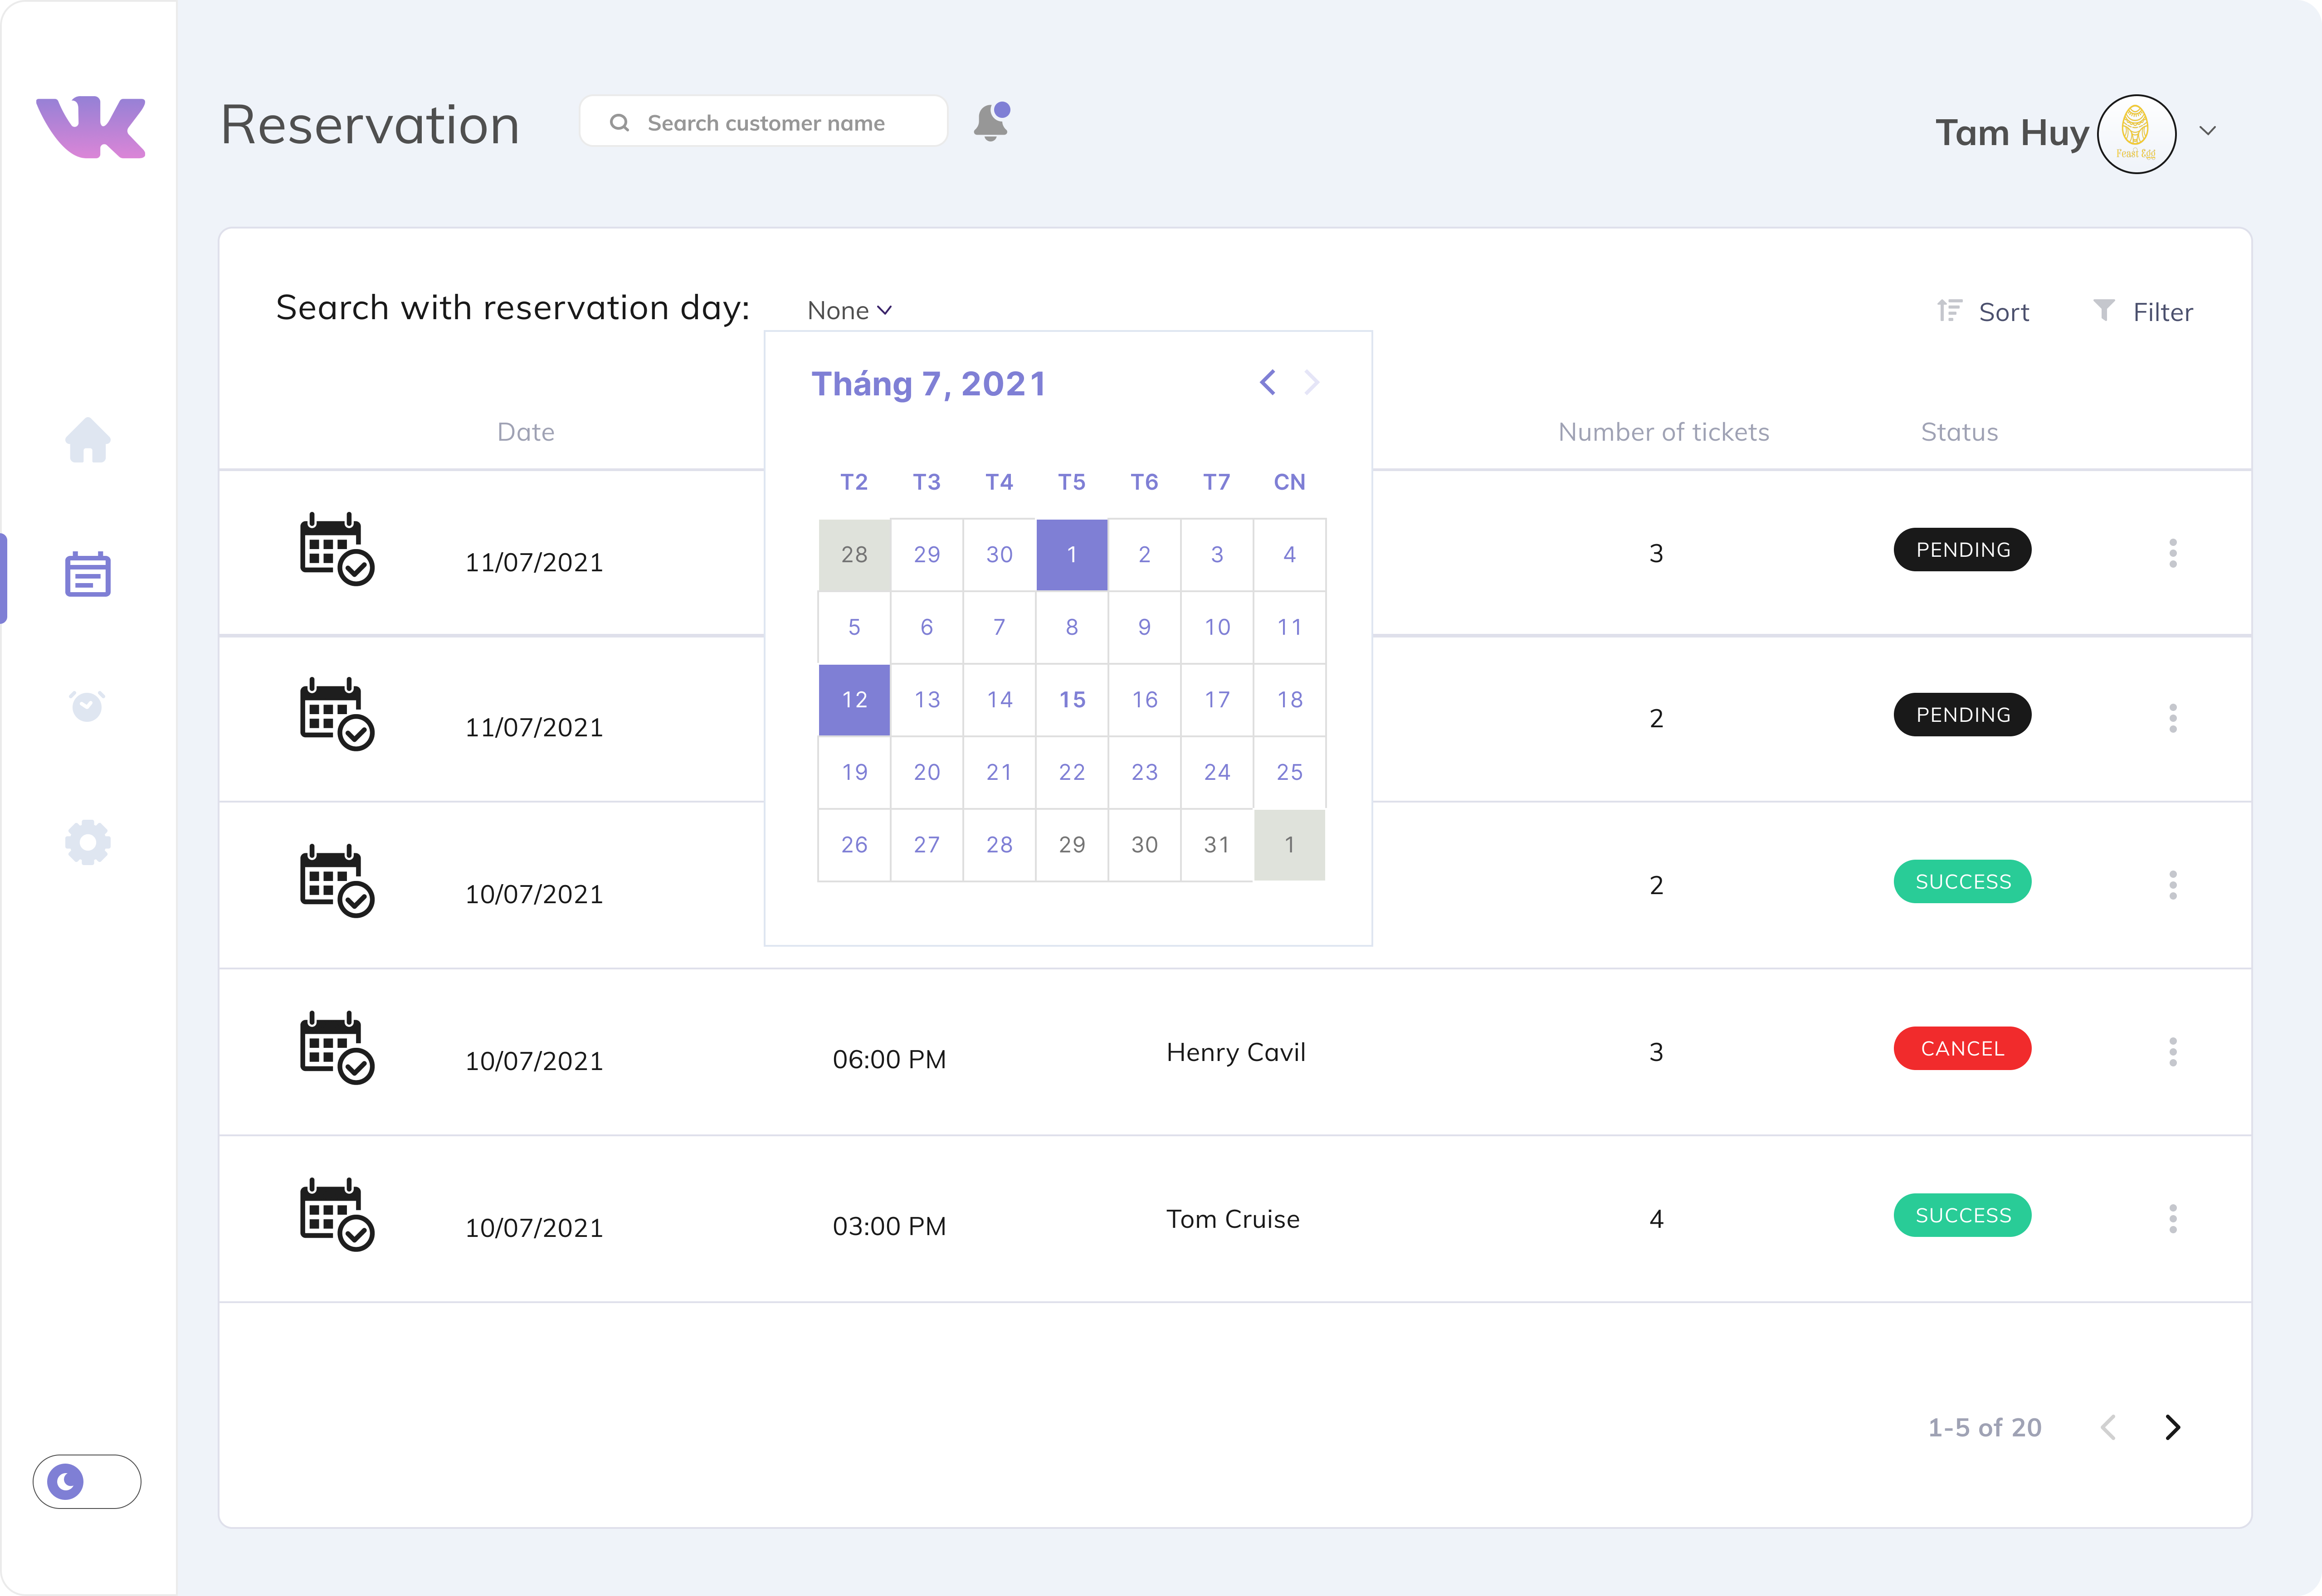 Reservation
Search customer name
Tam Huy
Feast Egg
Search with reservation day:
None
Sort
Filter
Tháng 7, 2021
Date
Number of tickets
Status
T2 T3 T4 T5 T6 T7 CN
28 29 30 1 2 3 4
5 6 7 8 9 10 11
12 13 14 15 16 17 18
19 20 21 22 23 24 25
26 27 28 29 30 31 1
11/07/2021 3 PENDING
11/07/2021 2 PENDING
10/07/2021 2 SUCCESS
10/07/2021 06:00 PM Henry Cavil 3 CANCEL
10/07/2021 03:00 PM Tom Cruise 4 SUCCESS
1-5 of 20